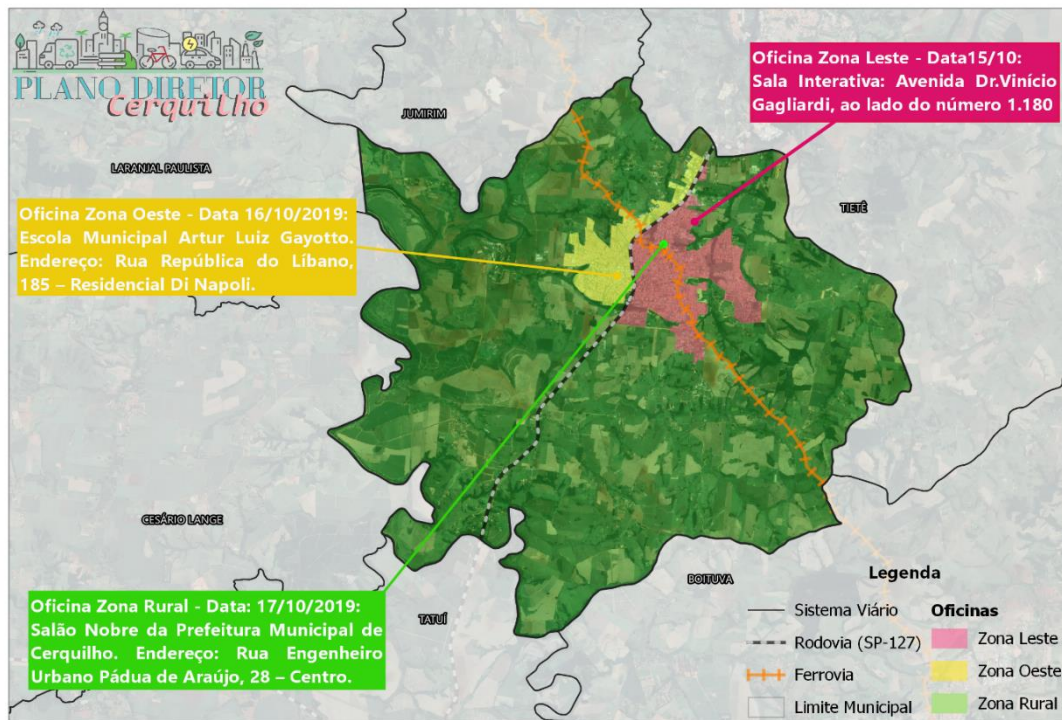 PLANO DIRETOR
Cerquilho
Oficina Zona Leste - Data15/10:
Sala Interativa: Avenida Dr.Vinício
Gagliardi, ao lado do número 1.180
JUMIRIM
LARANJAL PAULISTA
TIETÊ
Oficina Zona Oeste - Data 16/10/2019:
Escola Municipal Artur Luiz Gayotto.
Endereço: Rua República do Líbano,
185 – Residencial Di Napoli.
CESÁRIO LANGE
BOITUVA
TATUÍ
Oficina Zona Rural - Data: 17/10/2019:
Salão Nobre da Prefeitura Municipal de
Cerquilho. Endereço: Rua Engenheiro
Urbano Pádua de Araújo, 28 – Centro.
Legenda
Sistema Viário
Rodovia (SP-127)
Ferrovia
Limite Municipal
Oficinas
Zona Leste
Zona Oeste
Zona Rural